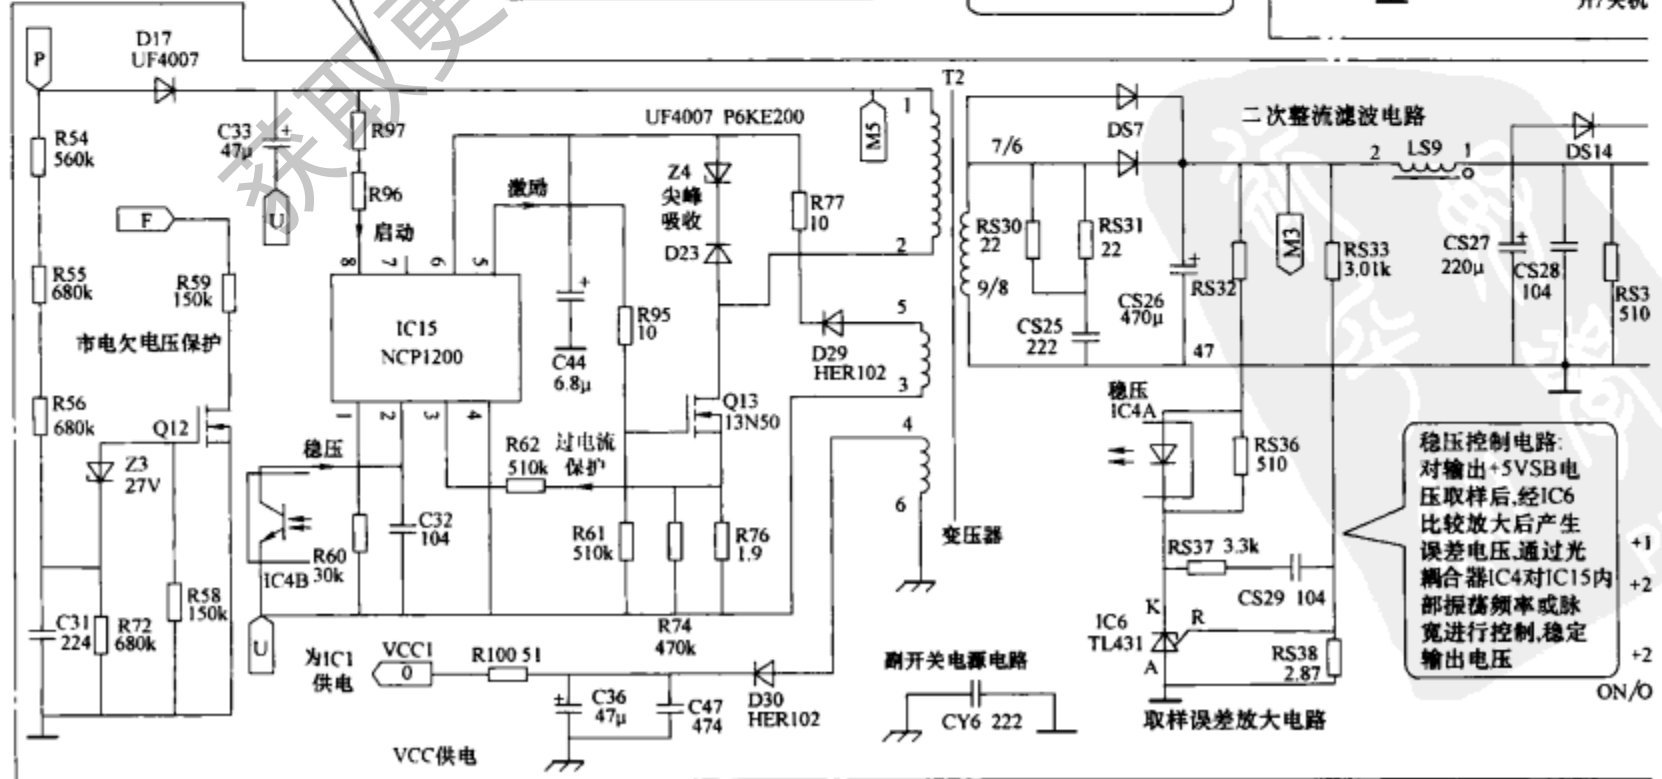 开/关机
P
D17
UF4007
R54
560k
C33
47μ
+
R97
R96
U
F
启动
8 7 6 5
激励
UF4007 P6KE200
Z4
尖峰
吸收
D23
R77
10
M5
T2
1
2
5
3
4
6
7/6
9/8
DS7
二次整流滤波电路
2 LS9 1
DS14
R55
680k
R59
150k
市电欠电压保护
IC15
NCP1200
+
C44
6.8μ
R95
10
D29
HER102
RS30
22
RS31
22
CS25
222
+
CS26
470μ
47
RS32
M3
RS33
3.01k
CS27
220μ
+
CS28
104
RS3
510
R56
680k
Q12
Z3
27V
1 2 3 4
稳压
R62
510k
过电流
保护
Q13
13N50
稳压
IC4A
RS36
510
稳压控制电路:
对输出+5VSB电
压取样后,经IC6
比较放大后产生
误差电压,通过光
耦合器IC4对IC15内
部振荡频率或脉
宽进行控制,稳定
输出电压
C32
104
R60
30k
IC4B
R61
510k
R76
1.9
变压器
RS37 3.3k
CS29 104
+1
+2
+2
ON/O
C31
224
R72
680k
R58
150k
U
R74
470k
IC6
TL431
K
R
A
RS38
2.87
为IC1
供电
VCC1
0
R100 51
+
C36
47μ
C47
474
D30
HER102
副开关电源电路
CY6 222
取样误差放大电路
VCC供电
获取更